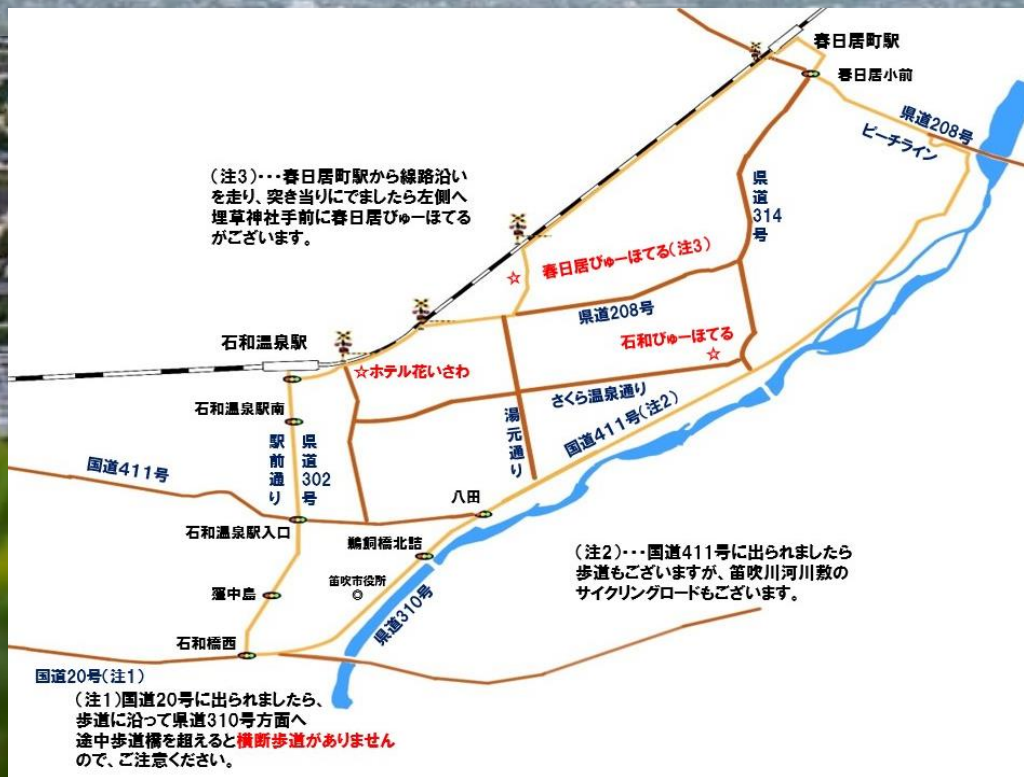 春日居町駅
春日居小前
県道208号
ピーチライン
(注3)・・・春日居町駅から線路沿い
を走り、突き当りにでましたら左側へ
埋草神社手前に春日居びゅーほてる
がございます。
県道314号
☆ 春日居びゅーほてる(注3)
県道208号
石和びゅーほてる
☆
石和温泉駅
☆ホテル花いさわ
さくら温泉通り
石和温泉駅南
湯元通り
国道411号(注2)
駅前通り
県道302号
国道411号
八田
石和温泉駅入口
鵜飼橋北詰
(注2)・・・国道411号に出られましたら
歩道もございますが、笛吹川河川敷の
サイクリングロードもございます。
笛吹市役所
窪中島
県道310号
石和橋西
国道20号(注1)
(注1)国道20号に出られましたら、
歩道に沿って県道310号方面へ
途中歩道橋を超えると横断歩道がありません
ので、ご注意ください。